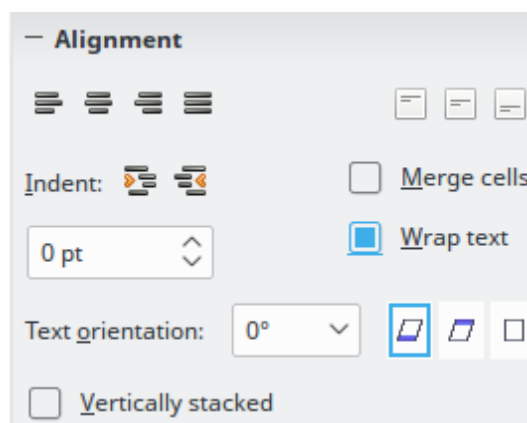 Alignment
Indent:
Merge cells
0 pt
Wrap text
Text orientation: 0°
Vertically stacked